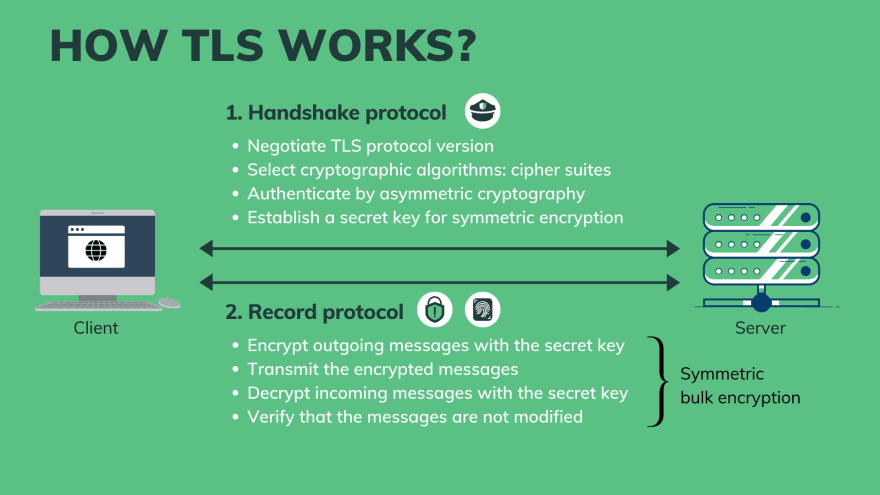 HOW TLS WORKS?
1. Handshake protocol
• Negotiate TLS protocol version
• Select cryptographic algorithms: cipher suites
• Authenticate by asymmetric cryptography
• Establish a secret key for symmetric encryption
Client
Server
2. Record protocol
• Encrypt outgoing messages with the secret key
• Transmit the encrypted messages
• Decrypt incoming messages with the secret key
• Verify that the messages are not modified
Symmetric
bulk encryption